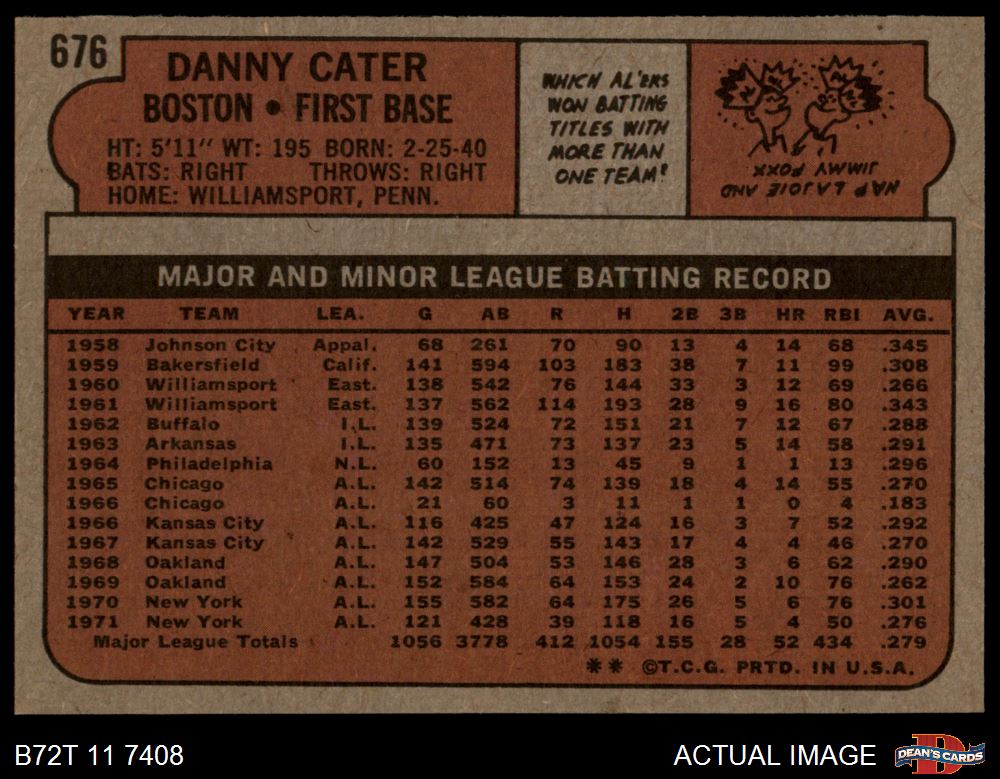 676
DANNY CATER
BOSTON • FIRST BASE
HT: 5'11" WT: 195 BORN: 2-25-40
BATS: RIGHT THROWS: RIGHT
HOME: WILLIAMSPORT, PENN.
WHICH AL'ERS
WON BATTING
TITLES WITH
MORE THAN
ONE TEAM?
NAP LAJOIE AND
JIMMY FOXX
MAJOR AND MINOR LEAGUE BATTING RECORD
YEAR TEAM LEA. G AB R H 2B 3B HR RBI AVG.
1958 Johnson City Appal. 68 261 70 90 13 4 14 68 .345
1959 Bakersfield Calif. 141 594 103 183 38 7 11 99 .308
1960 Williamsport East. 138 542 76 144 33 3 12 69 .266
1961 Williamsport East. 137 562 114 193 28 9 16 80 .343
1962 Buffalo I.L. 139 524 72 151 21 7 12 67 .288
1963 Arkansas I.L. 135 471 73 137 23 5 14 58 .291
1964 Philadelphia N.L. 60 152 13 45 9 1 1 13 .296
1965 Chicago A.L. 142 514 74 139 18 4 14 55 .270
1966 Chicago A.L. 21 60 3 11 1 1 0 4 .183
1966 Kansas City A.L. 116 425 47 124 16 3 7 52 .292
1967 Kansas City A.L. 142 529 55 143 17 4 4 46 .270
1968 Oakland A.L. 147 504 53 146 28 3 6 62 .290
1969 Oakland A.L. 152 584 64 153 24 2 10 76 .262
1970 New York A.L. 155 582 64 175 26 5 6 76 .301
1971 New York A.L. 121 428 39 118 16 5 4 50 .276
Major League Totals 1056 3778 412 1054 155 28 52 434 .279
** ©T.C.G. PRTD. IN U.S.A.
B72T 11 7408 ACTUAL IMAGE DEAN'S CARDS